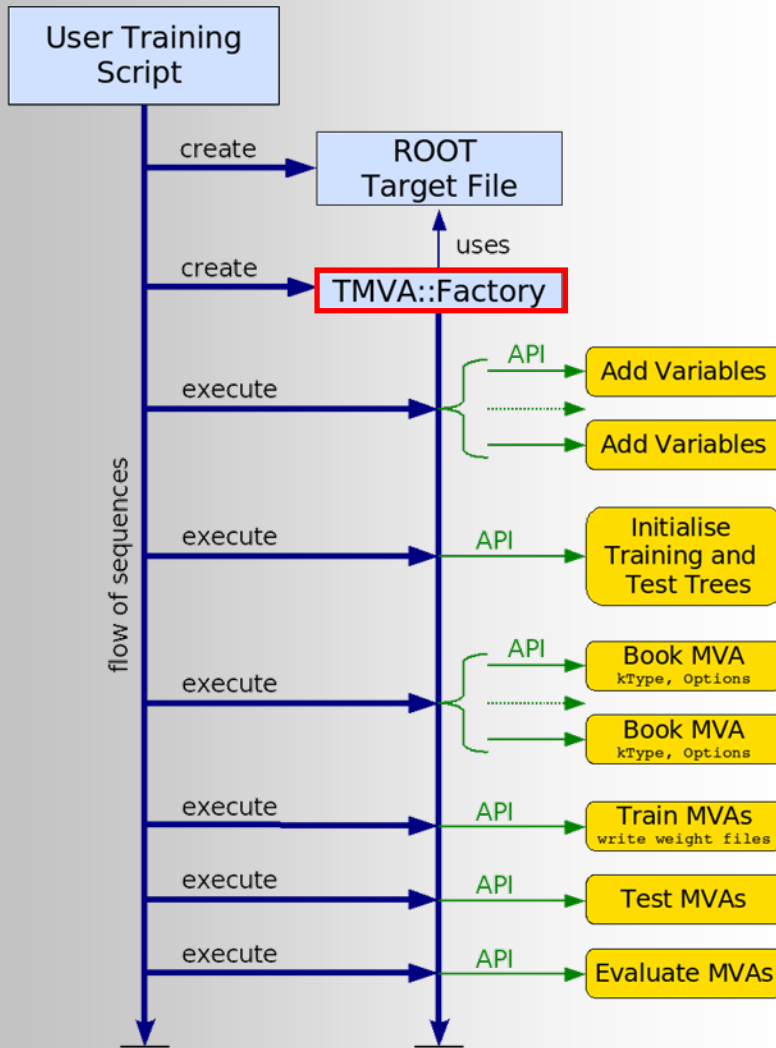 User Training
Script
create
ROOT
Target File
uses
create
TMVA::Factory
API
execute
Add Variables
Add Variables
flow of sequences
execute
API
Initialise
Training and
Test Trees
API
execute
Book MVA
kType, Options
Book MVA
kType, Options
execute
API
Train MVAs
write weight files
execute
API
Test MVAs
execute
API
Evaluate MVAs